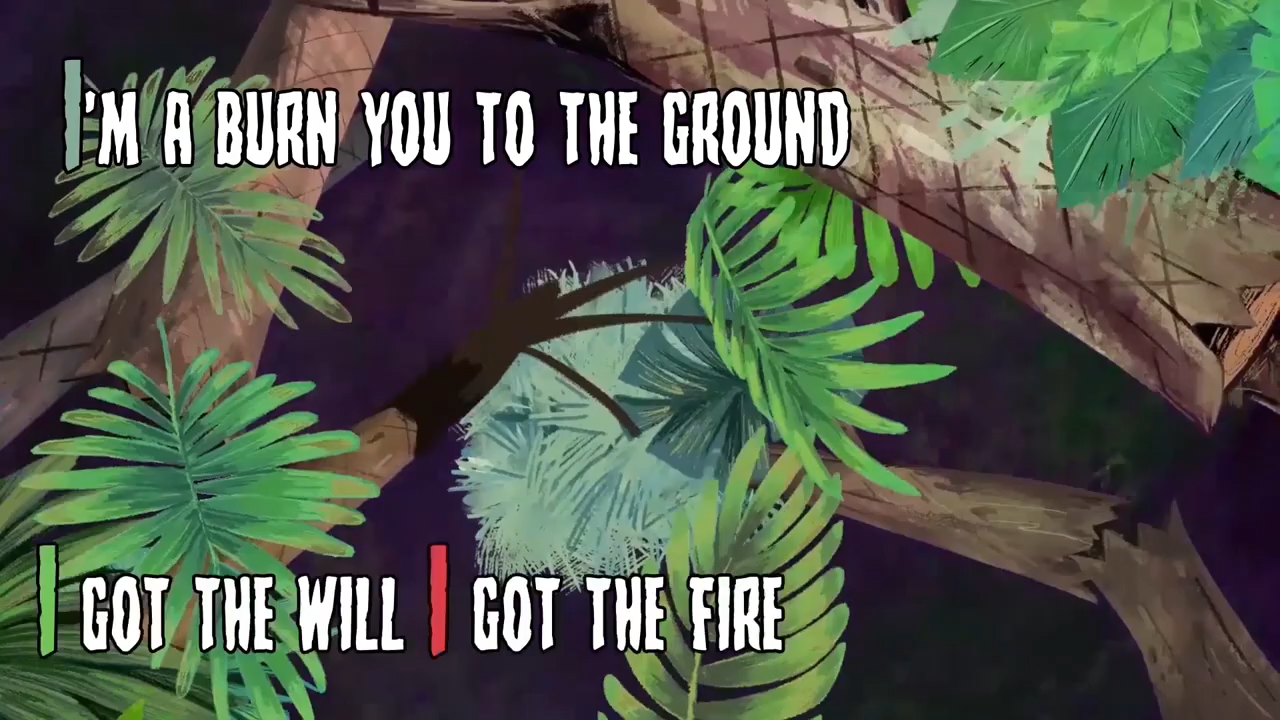 I'M A BURN YOU TO THE GROUND
I GOT THE WILL I GOT THE FIRE